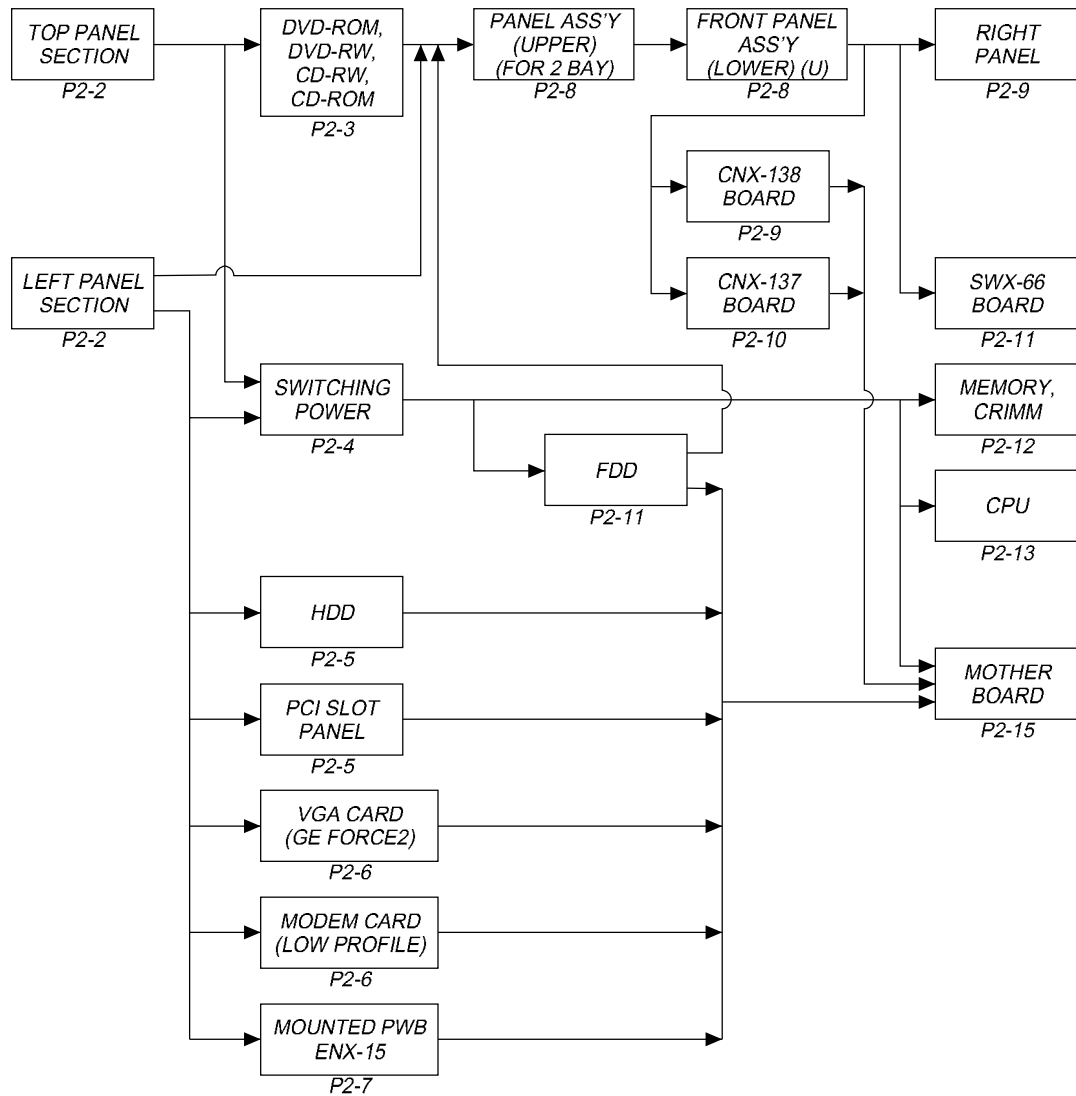 TOP PANEL
SECTION
P2-2
DVD-ROM,
DVD-RW,
CD-RW,
CD-ROM
P2-3
PANEL ASS'Y
(UPPER)
(FOR 2 BAY)
P2-8
FRONT PANEL
ASS'Y
(LOWER) (U)
P2-8
RIGHT
PANEL
P2-9
CNX-138
BOARD
P2-9
LEFT PANEL
SECTION
P2-2
CNX-137
BOARD
P2-10
SWX-66
BOARD
P2-11
SWITCHING
POWER
P2-4
MEMORY,
CRIMM
P2-12
FDD
P2-11
CPU
P2-13
HDD
P2-5
PCI SLOT
PANEL
P2-5
MOTHER
BOARD
P2-15
VGA CARD
(GE FORCE2)
P2-6
MODEM CARD
(LOW PROFILE)
P2-6
MOUNTED PWB
ENX-15
P2-7